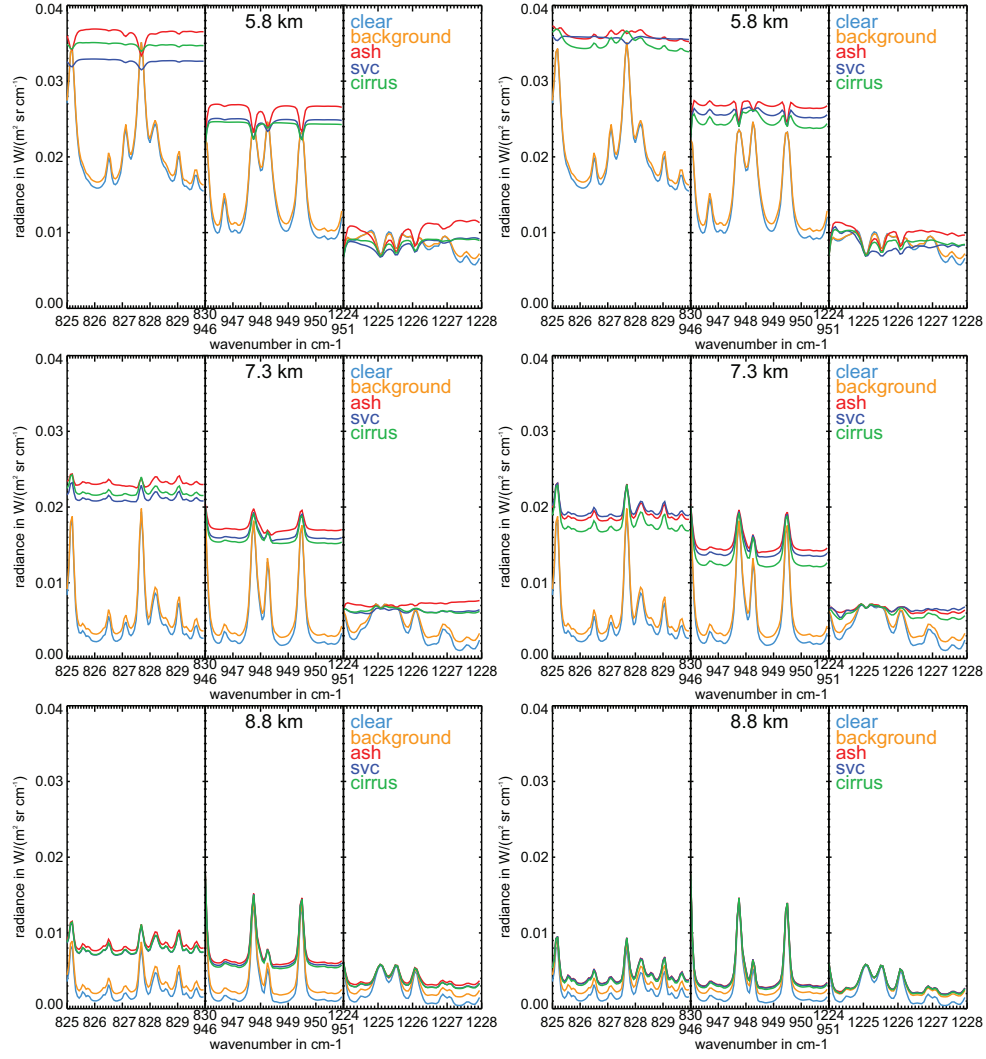 5.8 km
clear
background
ash
svc
cirrus
radiance in W/(m² sr cm⁻¹)
0.04
0.03
0.02
0.01
0.00
825 826 827 828 829 830
946 947 948 949 950 951
1224 1225 1226 1227 1228
wavenumber in cm-1
5.8 km
clear
background
ash
svc
cirrus
radiance in W/(m² sr cm⁻¹)
0.04
0.03
0.02
0.01
0.00
825 826 827 828 829 830
946 947 948 949 950 951
1224 1225 1226 1227 1228
wavenumber in cm-1
7.3 km
clear
background
ash
svc
cirrus
radiance in W/(m² sr cm⁻¹)
0.04
0.03
0.02
0.01
0.00
825 826 827 828 829 830
946 947 948 949 950 951
1224 1225 1226 1227 1228
wavenumber in cm-1
7.3 km
clear
background
ash
svc
cirrus
radiance in W/(m² sr cm⁻¹)
0.04
0.03
0.02
0.01
0.00
825 826 827 828 829 830
946 947 948 949 950 951
1224 1225 1226 1227 1228
wavenumber in cm-1
8.8 km
clear
background
ash
svc
cirrus
radiance in W/(m² sr cm⁻¹)
0.04
0.03
0.02
0.01
0.00
825 826 827 828 829 830
946 947 948 949 950 951
1224 1225 1226 1227 1228
wavenumber in cm-1
8.8 km
clear
background
ash
svc
cirrus
radiance in W/(m² sr cm⁻¹)
0.04
0.03
0.02
0.01
0.00
825 826 827 828 829 830
946 947 948 949 950 951
1224 1225 1226 1227 1228
wavenumber in cm-1